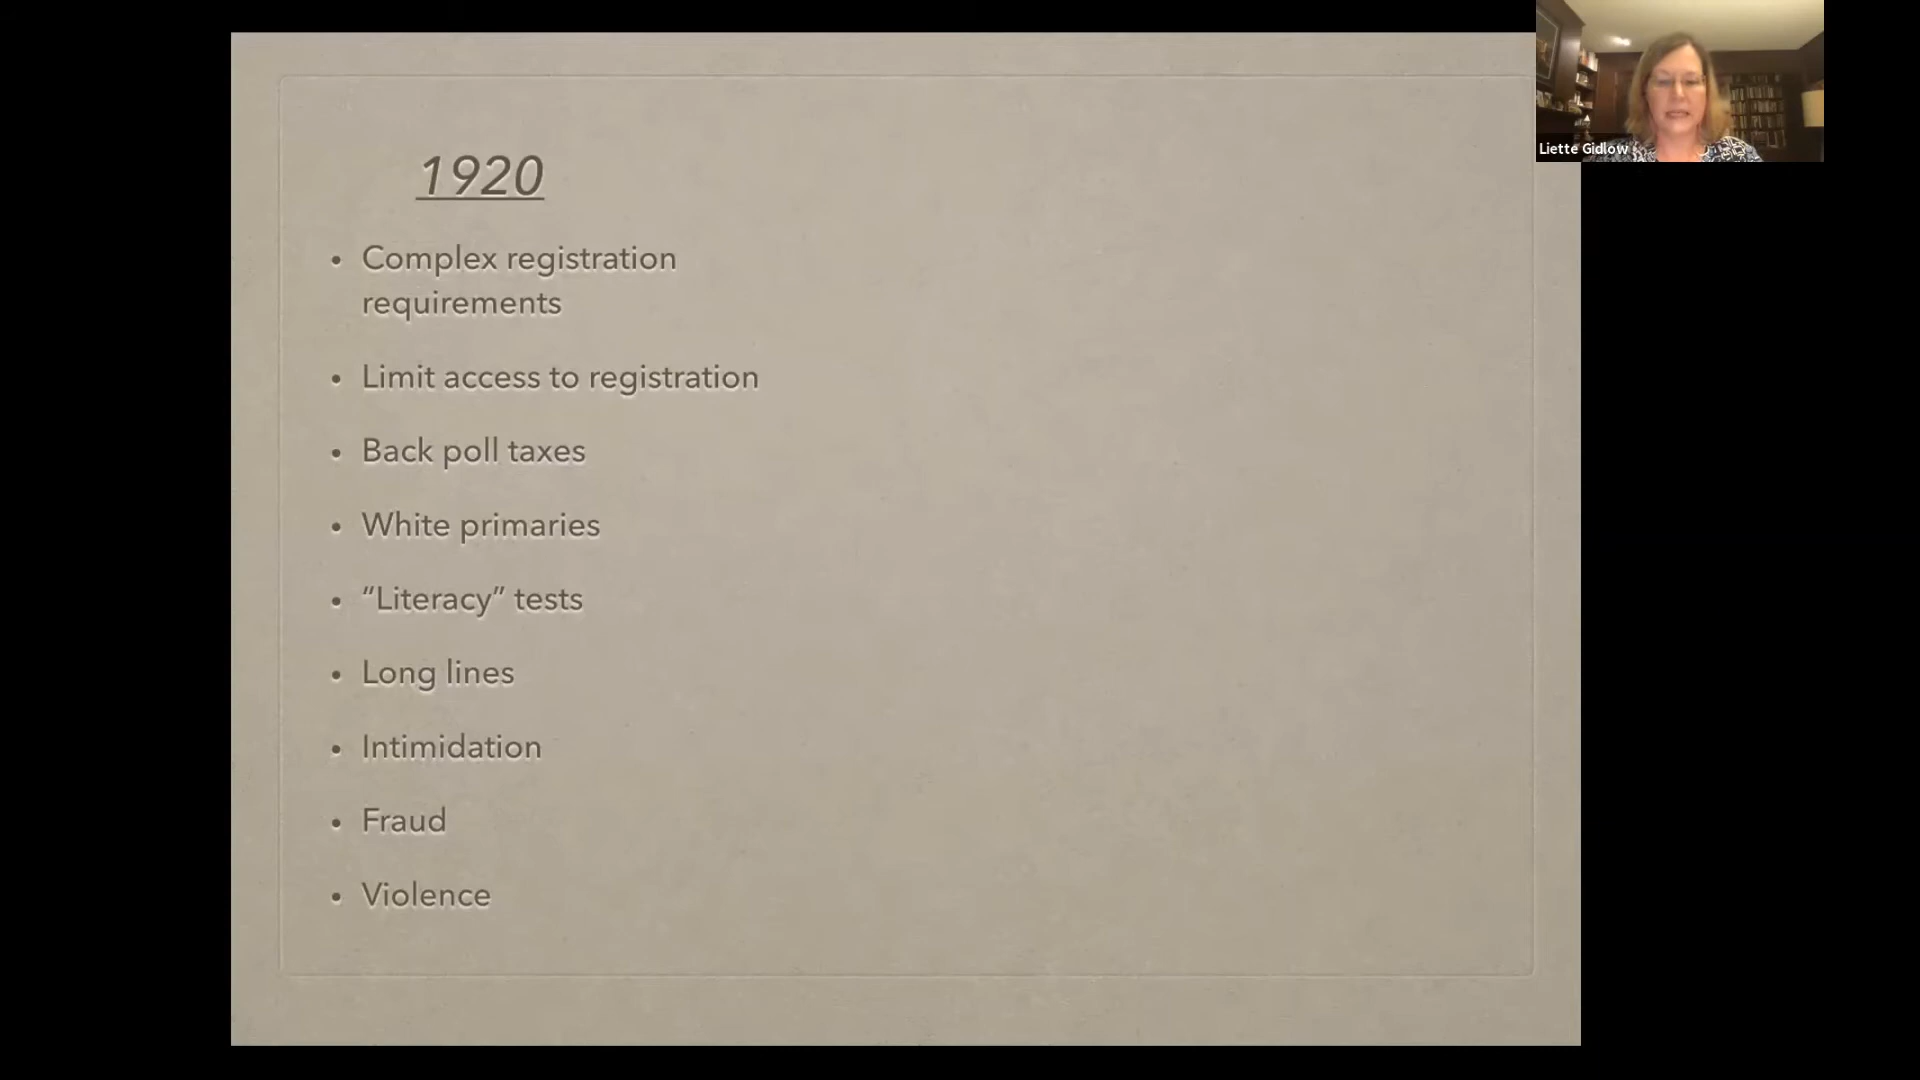 1920
• Complex registration
requirements
• Limit access to registration
• Back poll taxes
• White primaries
• “Literacy” tests
• Long lines
• Intimidation
• Fraud
• Violence
Liette Gidlow